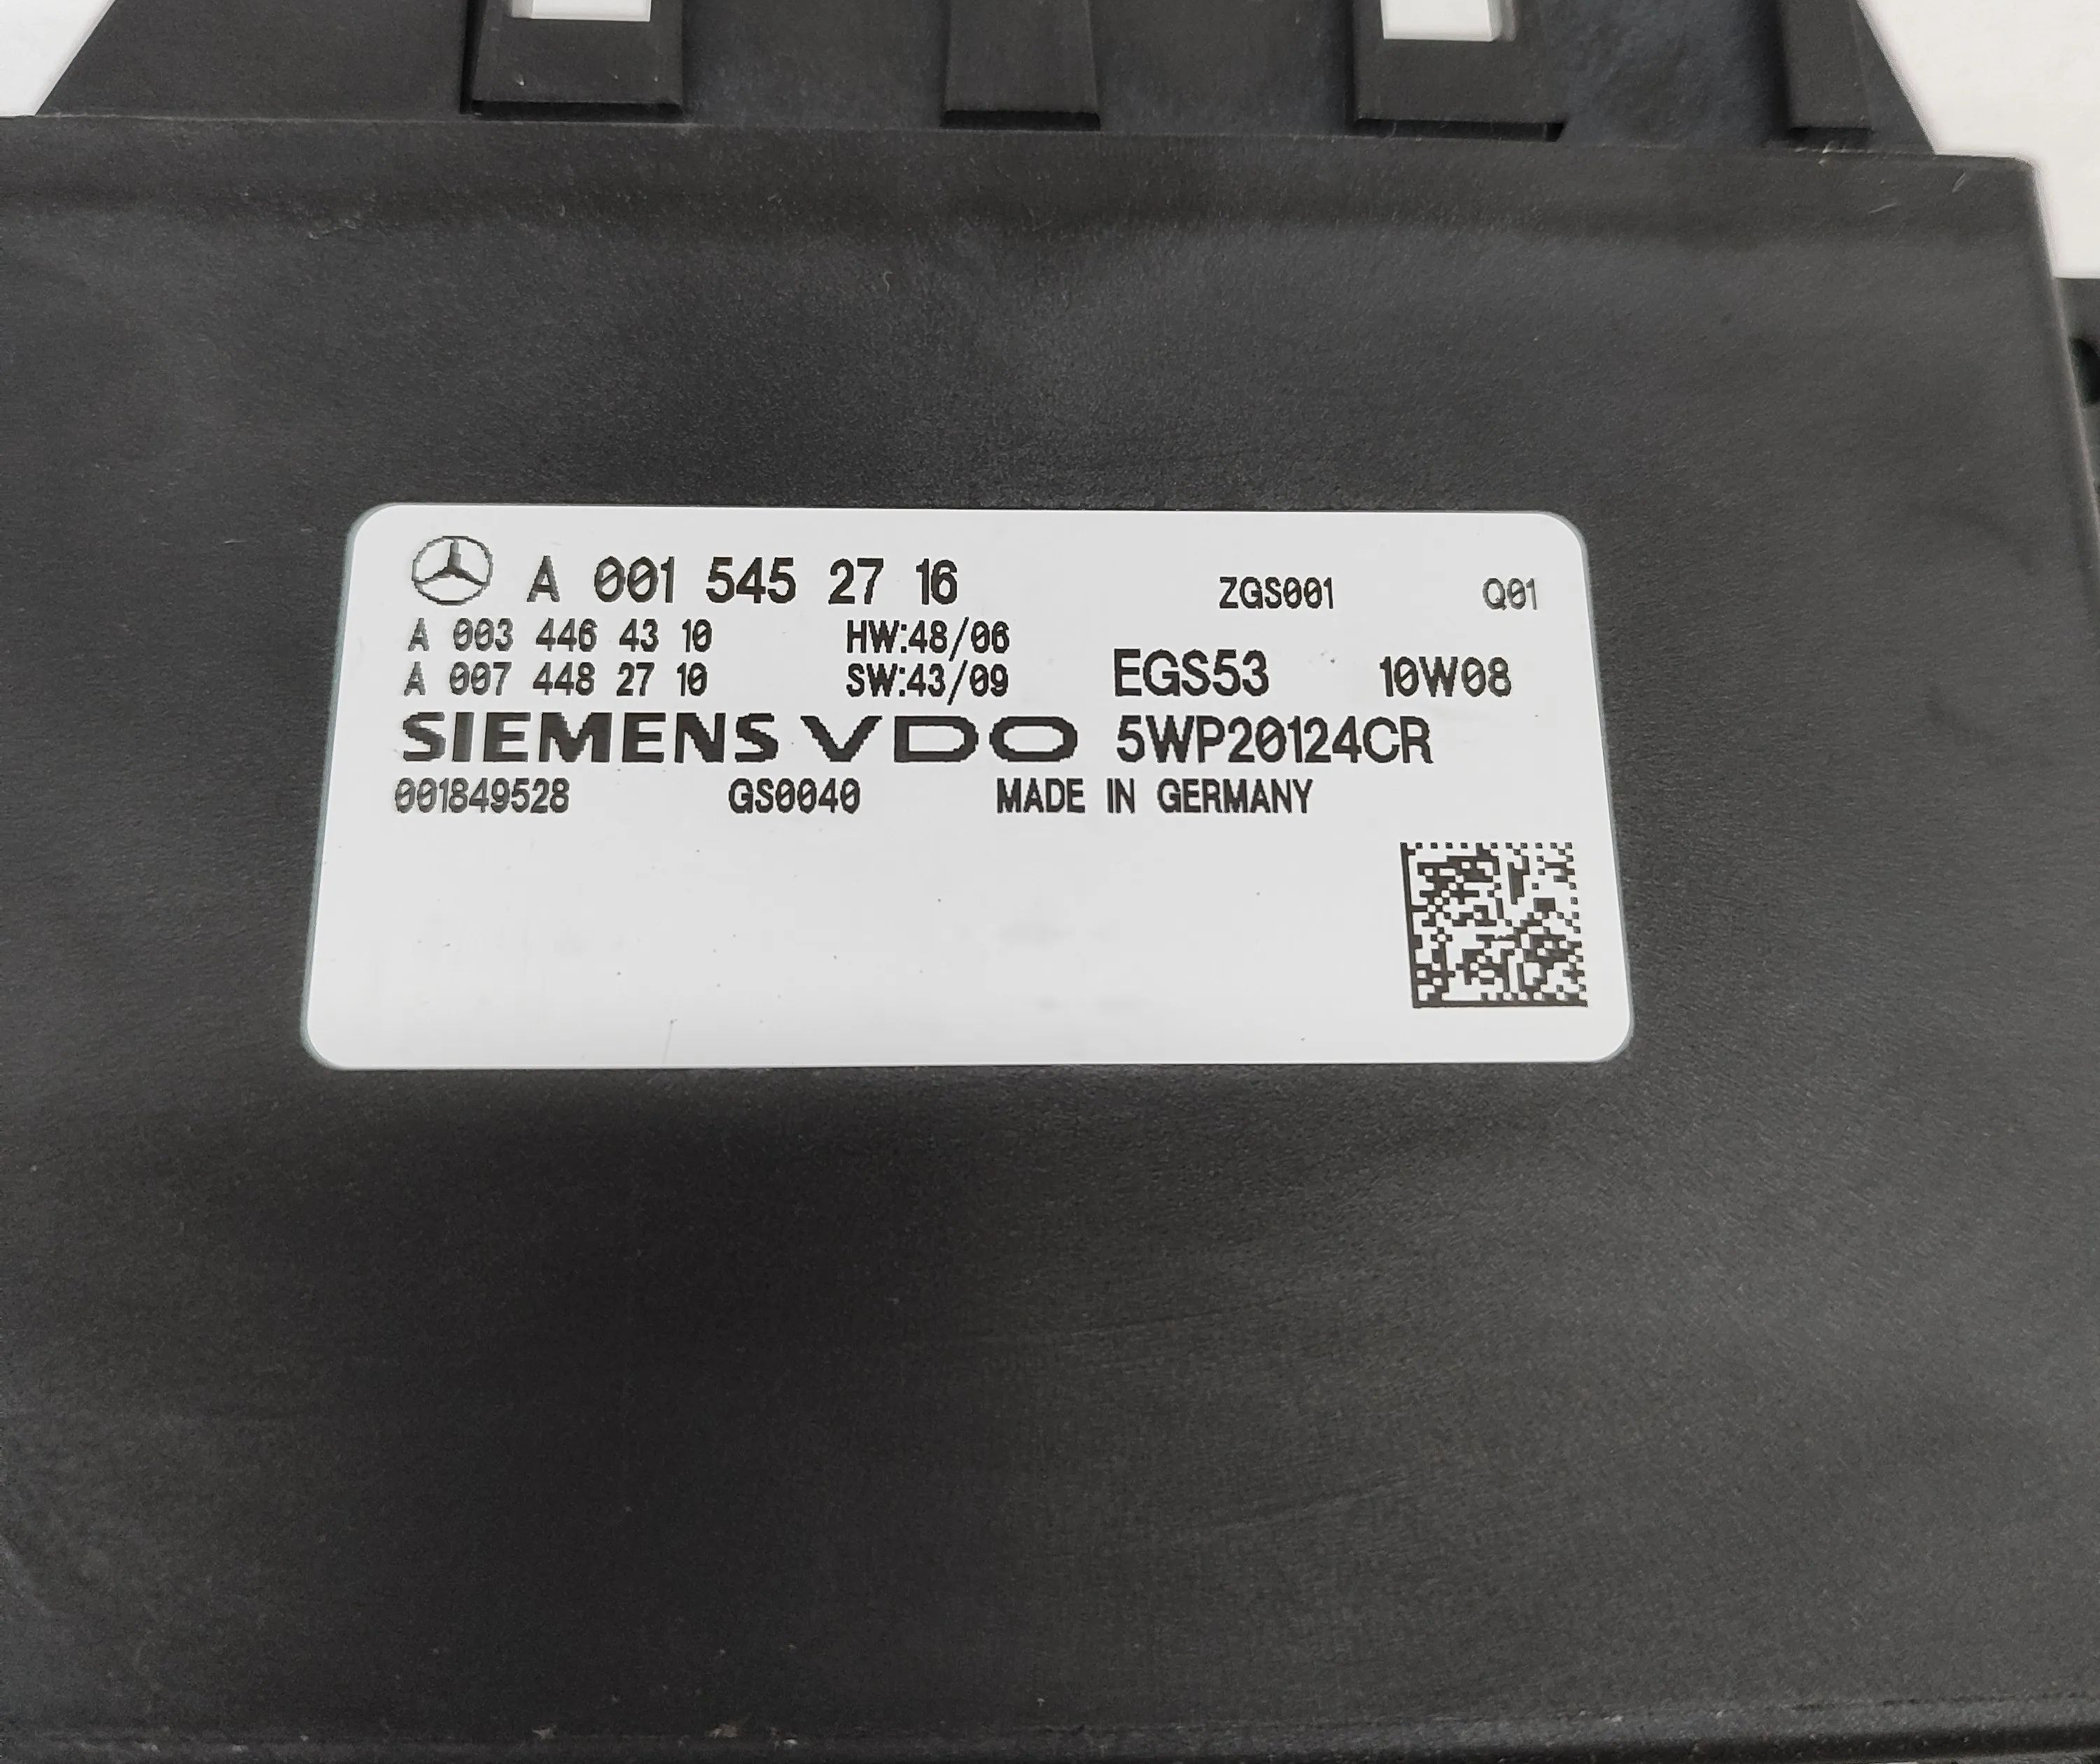 A 001 545 27 16 ZGS001 Q01
A 003 446 43 10 HW:48/06
A 007 448 27 10 SW:43/09 EGS53 10W08
SIEMENS VDO 5WP20124CR
001849528 GS0040 MADE IN GERMANY